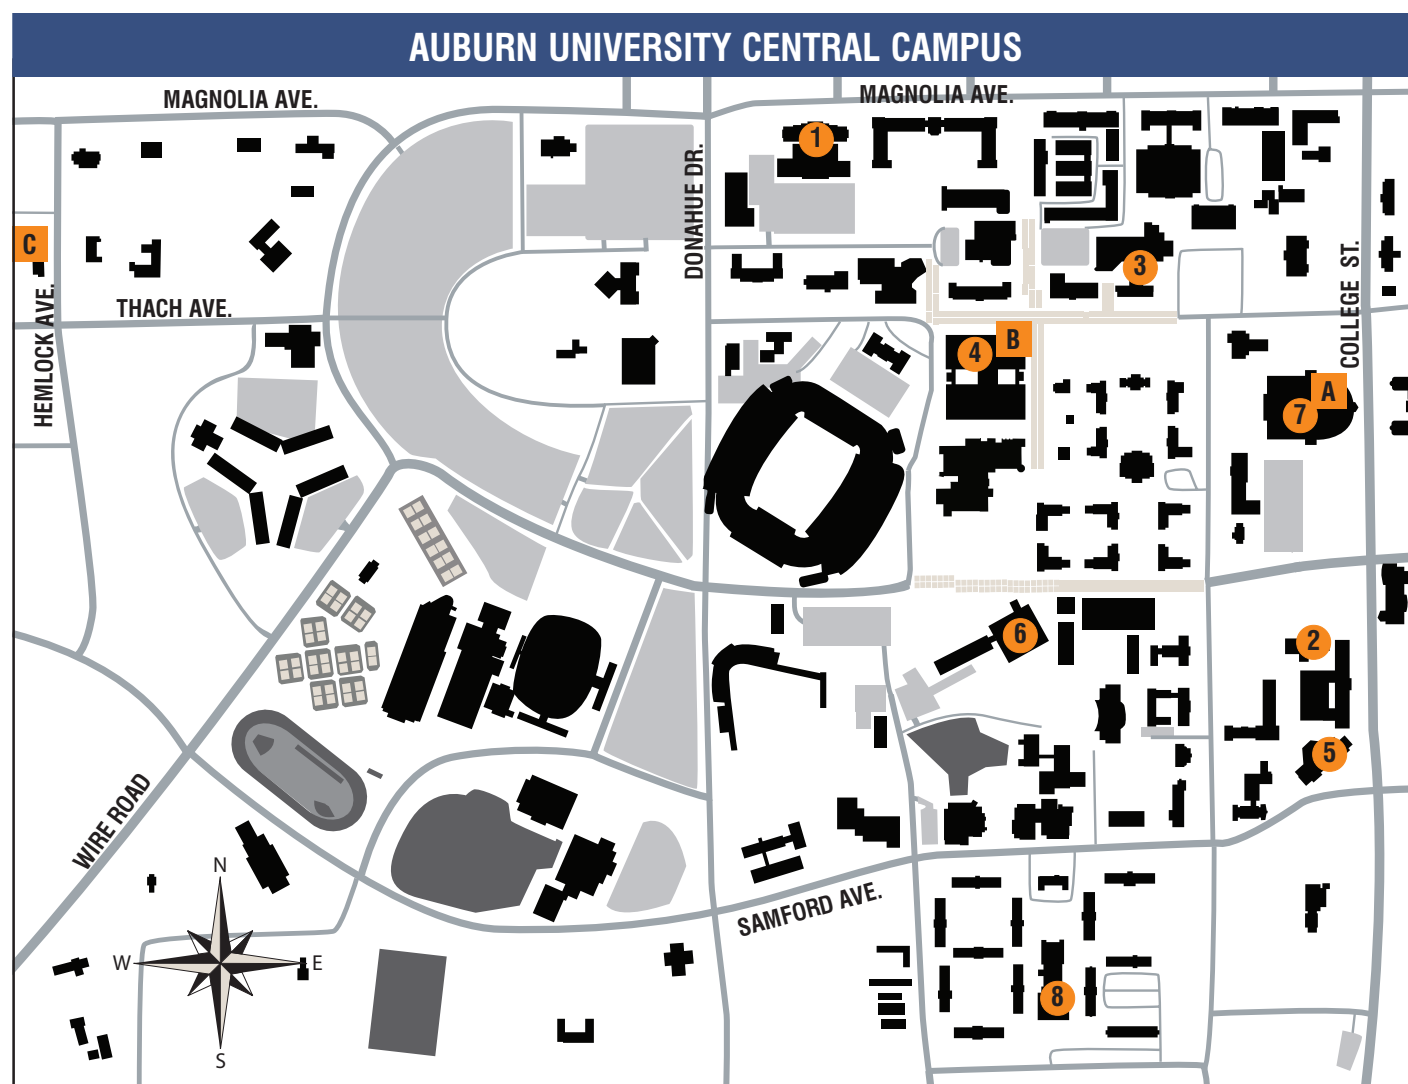 AUBURN UNIVERSITY CENTRAL CAMPUS
MAGNOLIA AVE.
MAGNOLIA AVE.
1
DONAHUE DR.
C
3
COLLEGE ST.
HEMLOCK AVE.
THACH AVE.
B
4
A
7
6
2
5
WIRE ROAD
N
SAMFORD AVE.
W
E
8
S